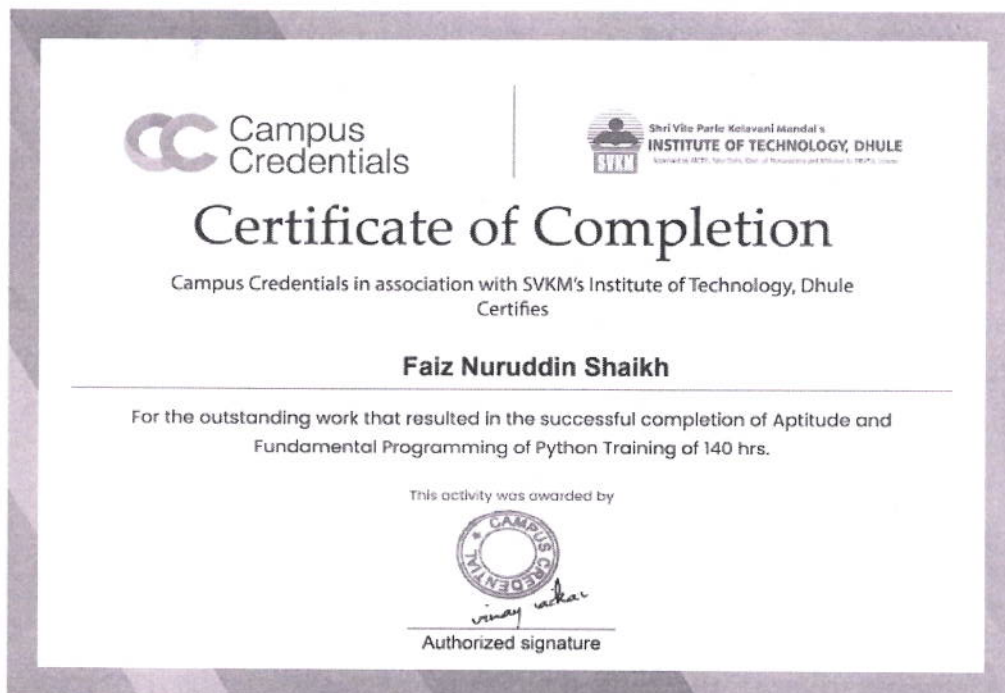 CC Campus
Credentials
Shri Vile Parle Kelavani Mandal's
INSTITUTE OF TECHNOLOGY, DHULE
SVKM
Certificate of Completion
Campus Credentials in association with SVKM's Institute of Technology, Dhule
Certifies
Faiz Nuruddin Shaikh
For the outstanding work that resulted in the successful completion of Aptitude and
Fundamental Programming of Python Training of 140 hrs.
This activity was awarded by
CAMPUS CREDENTIAL
vinay
Authorized signature